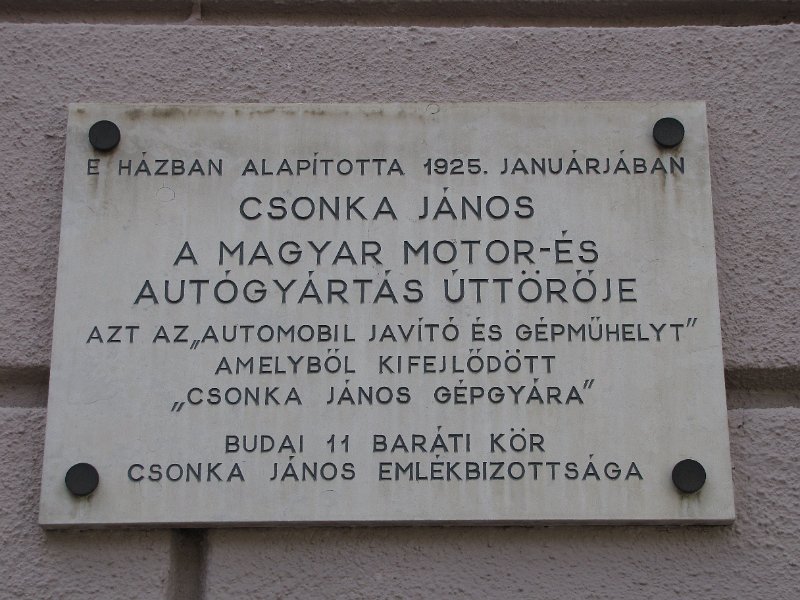 E HÁZBAN ALAPÍTOTTA 1925. JANUÁRJÁBAN
CSONKA JÁNOS
A MAGYAR MOTOR-ÉS
AUTÓGYÁRTÁS ÚTTÖRŐJE
AZT AZ „AUTOMOBIL JAVÍTÓ ÉS GÉPMŰHELYT”
AMELYBŐL KIFEJLŐDÖTT
„CSONKA JÁNOS GÉPGYÁRA”
BUDAI 11 BARÁTI KÖR
CSONKA JÁNOS EMLÉKBIZOTTSÁGA